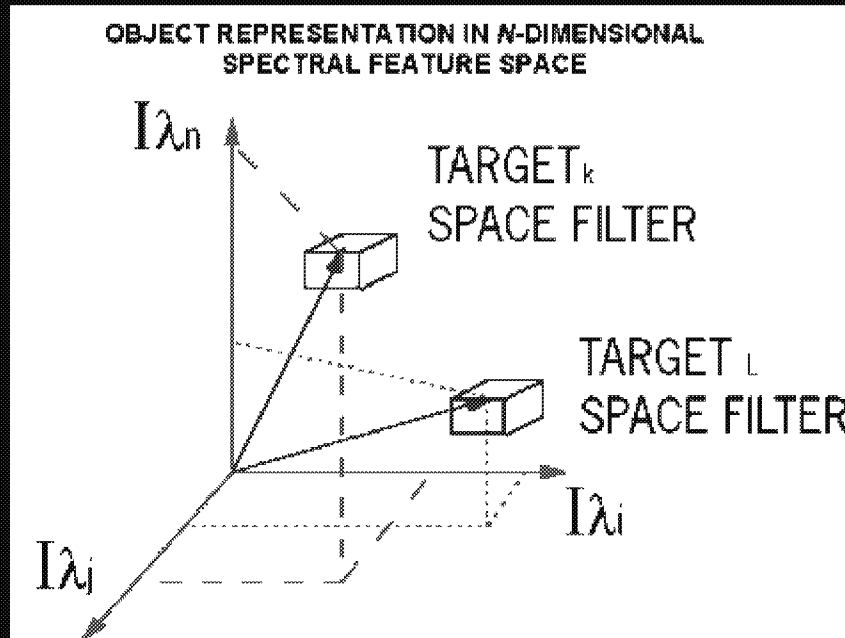 OBJECT REPRESENTATION IN N-DIMENSIONAL
SPECTRAL FEATURE SPACE
Iλn
TARGETk
SPACE FILTER
TARGET L
SPACE FILTER
Iλi
Iλj